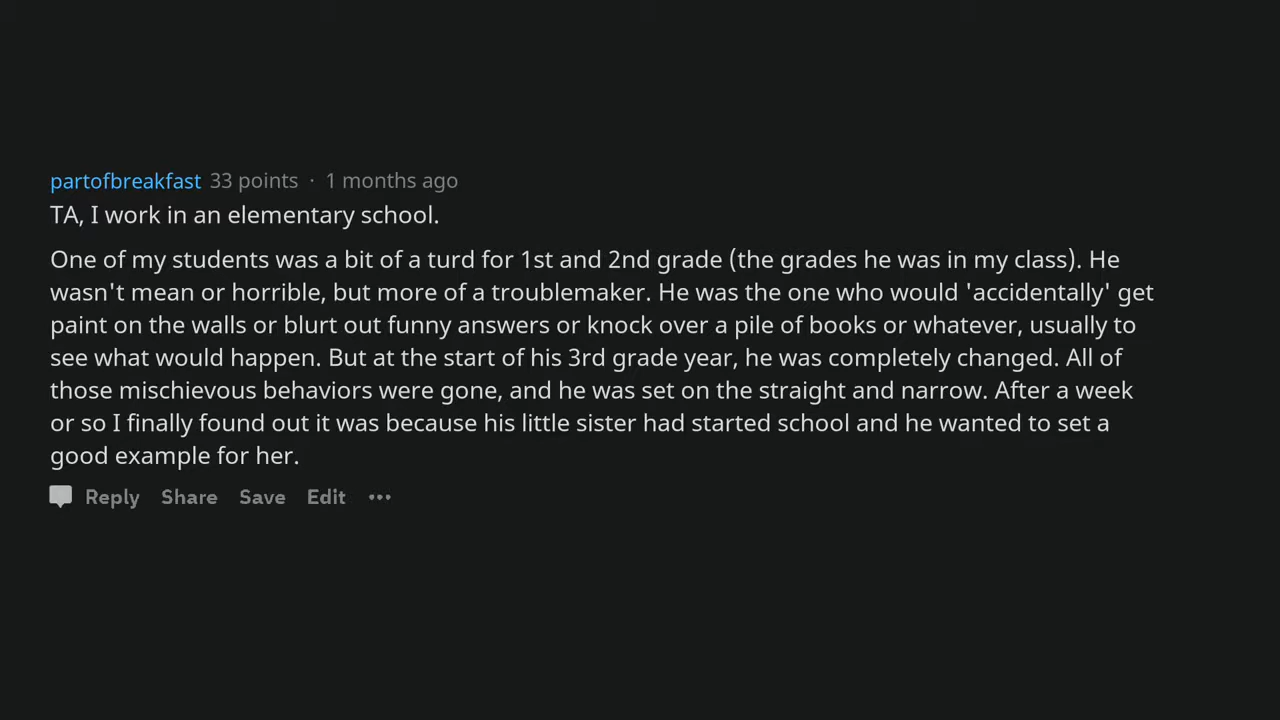 partofbreakfast 33 points · 1 months ago
TA, I work in an elementary school.
One of my students was a bit of a turd for 1st and 2nd grade (the grades he was in my class). He
wasn't mean or horrible, but more of a troublemaker. He was the one who would 'accidentally' get
paint on the walls or blurt out funny answers or knock over a pile of books or whatever, usually to
see what would happen. But at the start of his 3rd grade year, he was completely changed. All of
those mischievous behaviors were gone, and he was set on the straight and narrow. After a week
or so I finally found out it was because his little sister had started school and he wanted to set a
good example for her.
Reply Share Save Edit •••